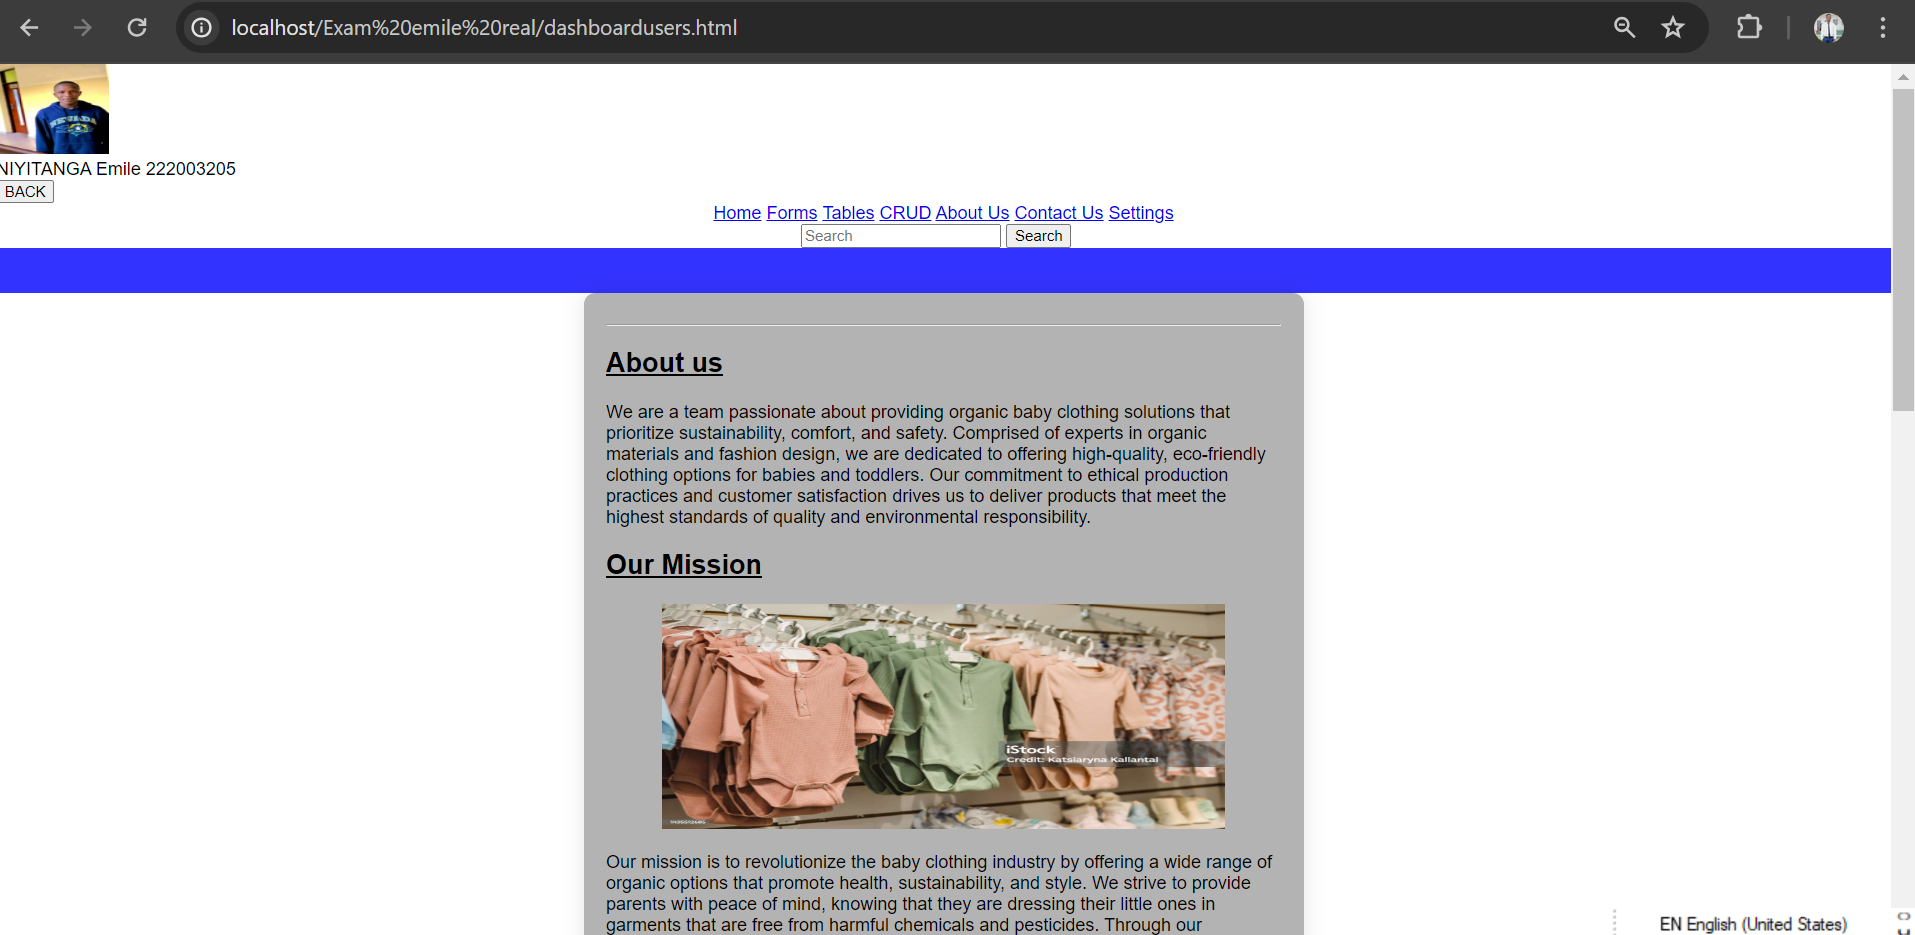 localhost/Exam%20emile%20real/dashboardusers.html
NEVADA
NIYITANGA Emile 222003205
BACK
Home Forms Tables CRUD About Us Contact Us Settings
Search Search
About us
We are a team passionate about providing organic baby clothing solutions that
prioritize sustainability, comfort, and safety. Comprised of experts in organic
materials and fashion design, we are dedicated to offering high-quality, eco-friendly
clothing options for babies and toddlers. Our commitment to ethical production
practices and customer satisfaction drives us to deliver products that meet the
highest standards of quality and environmental responsibility.
Our Mission
iStock
Credit: Katsiaryna Kallantai
Our mission is to revolutionize the baby clothing industry by offering a wide range of
organic options that promote health, sustainability, and style. We strive to provide
parents with peace of mind, knowing that they are dressing their little ones in
garments that are free from harmful chemicals and pesticides. Through our
EN English (United States)